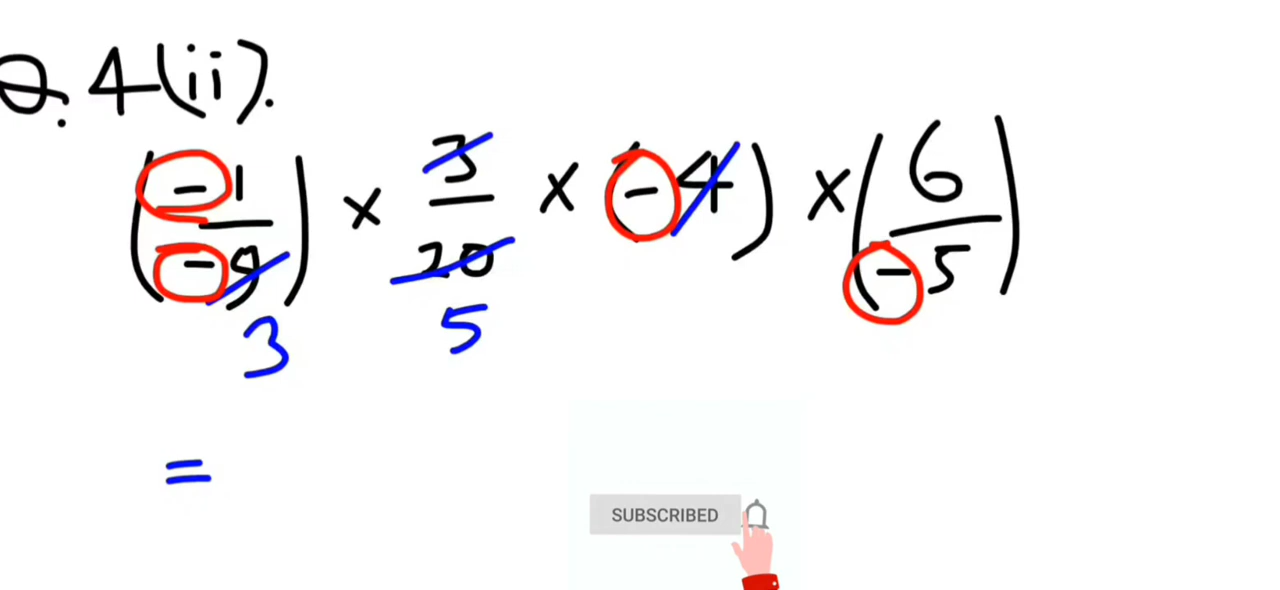 Q. 4(ii).
(-1/-9) × 3/20 × (-4) × (6/-5)
3 5
=
SUBSCRIBED